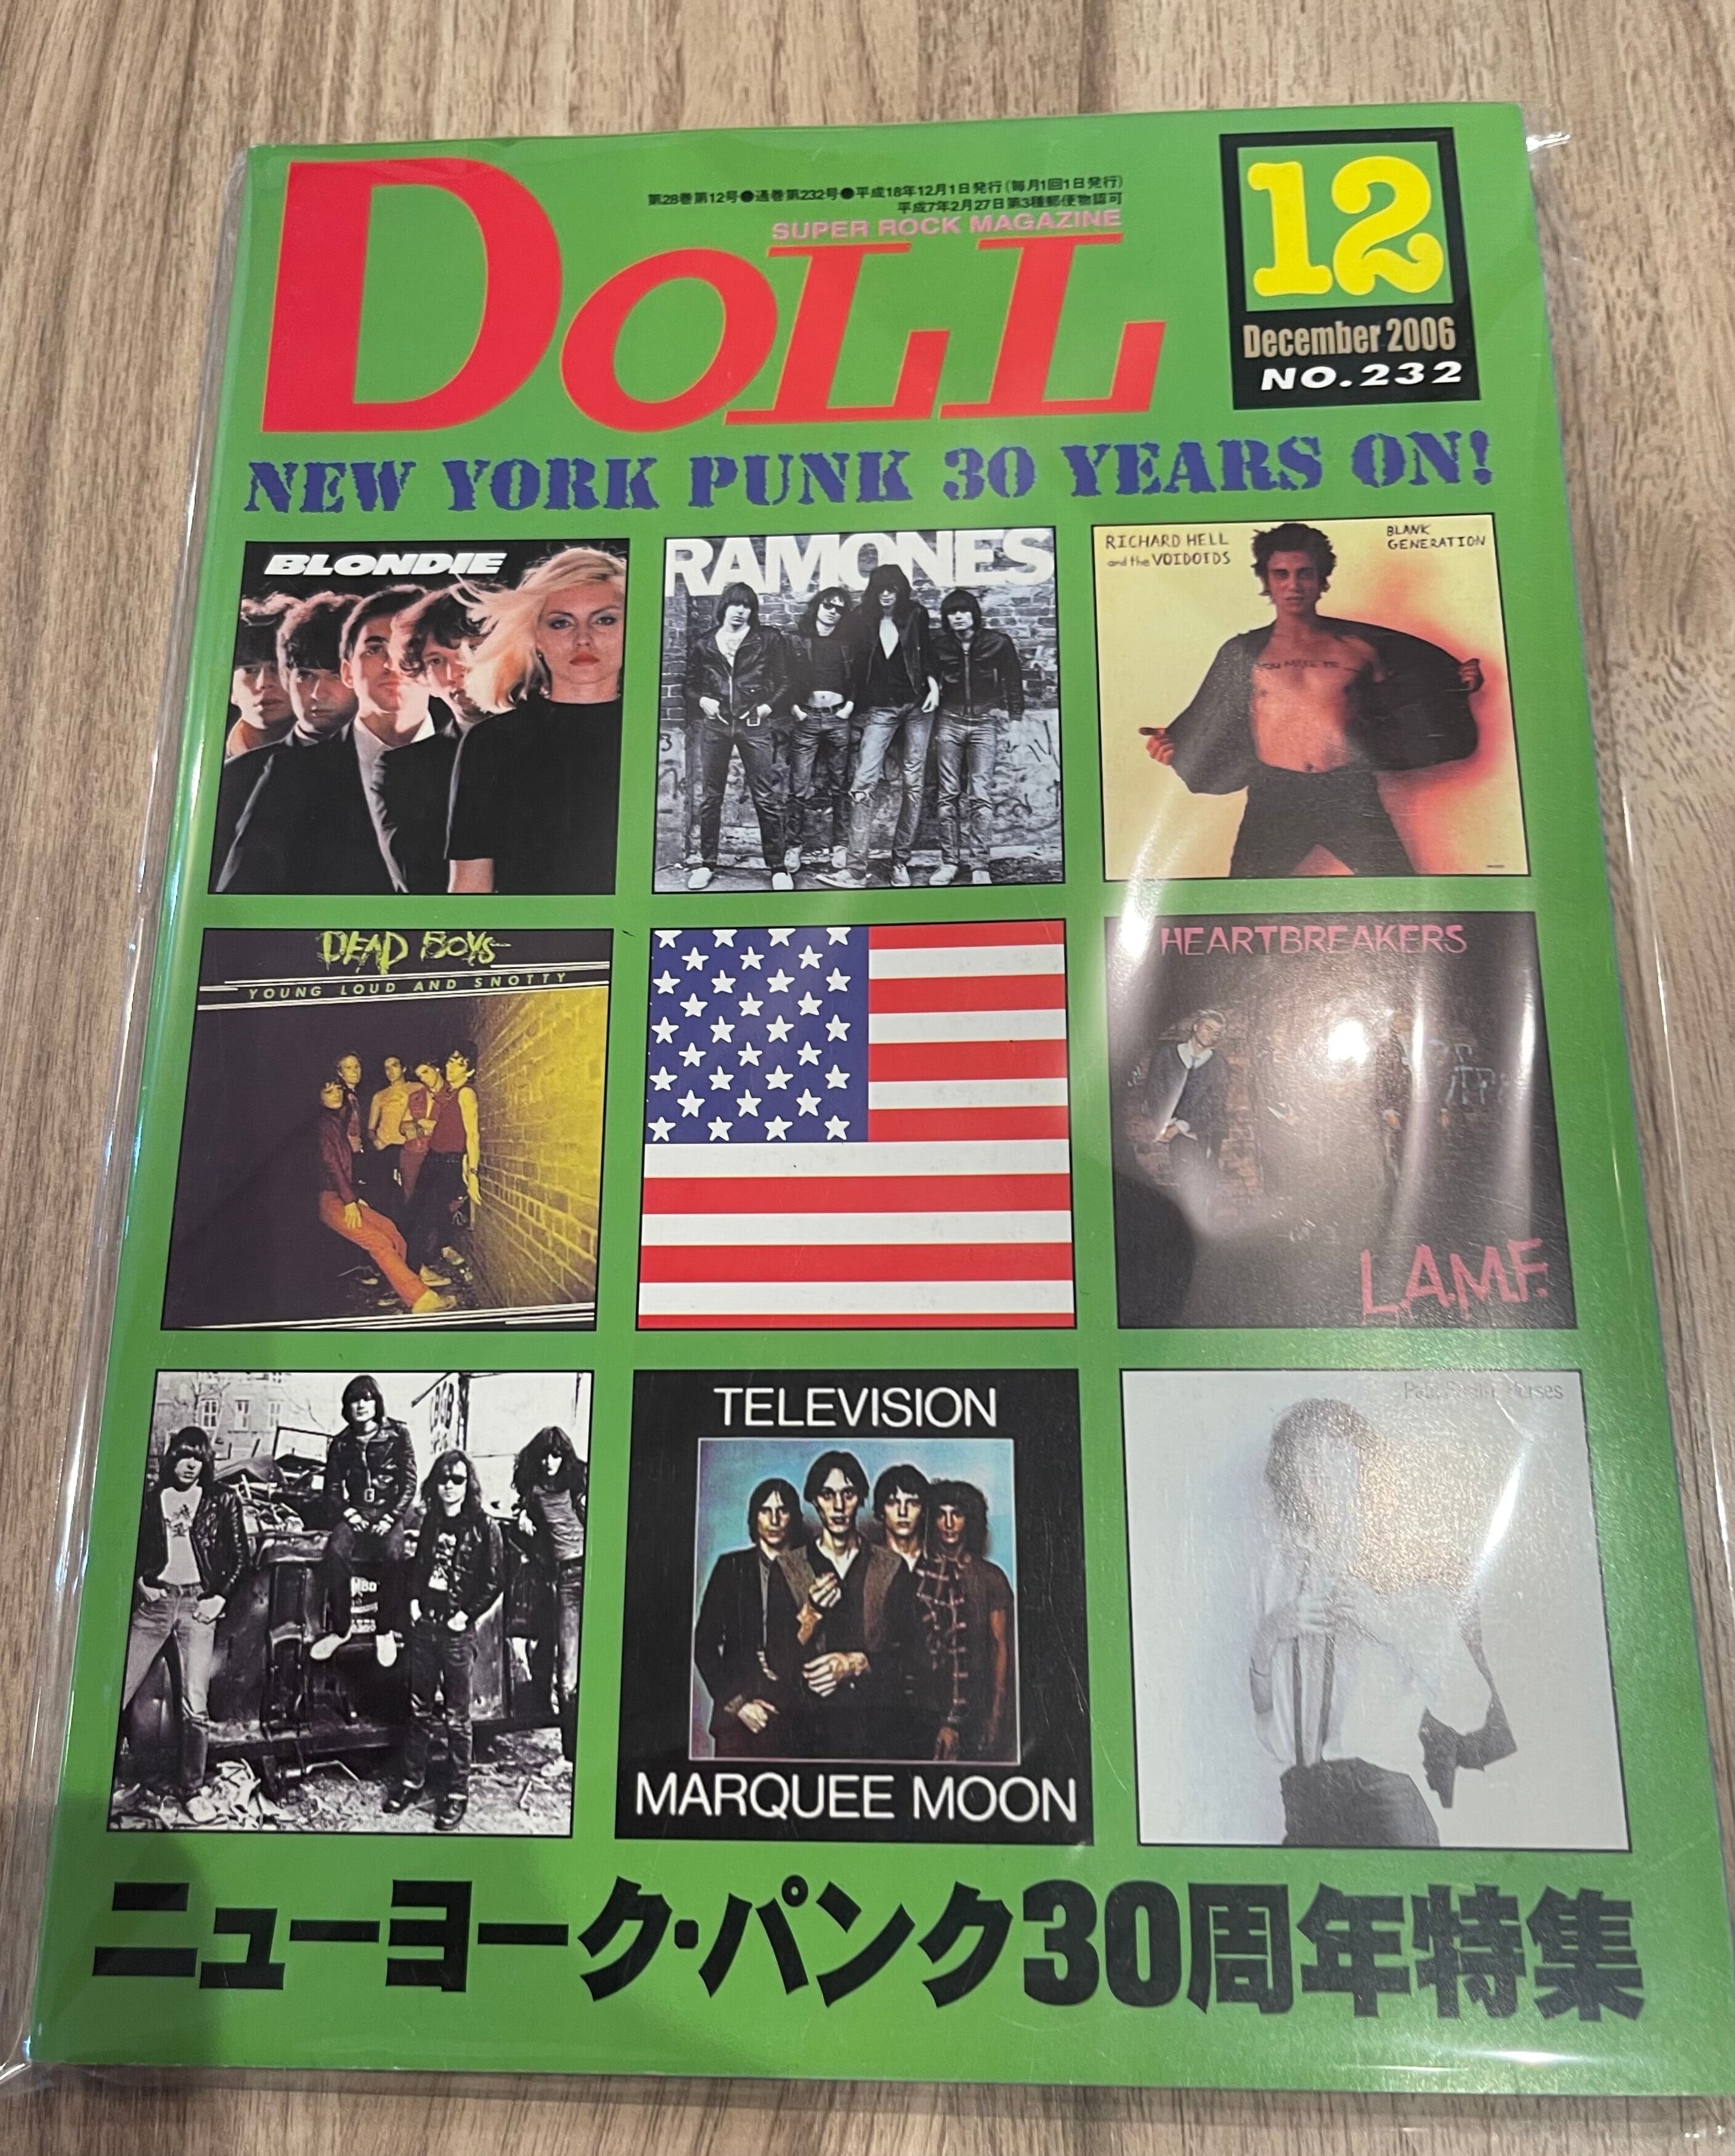 第28巻第12号●通巻第232号●平成18年12月1日発行(毎月1回1日発行)
平成7年2月27日第3種郵便物認可
SUPER ROCK MAGAZINE
DOLL
12
December 2006
NO.232
NEW YORK PUNK 30 YEARS ON!
BLONDIE
RAMONES
RICHARD HELL
and the VOIDOIDS
BLANK
GENERATION
YOU MAKE ME
DEAD BOYS
YOUNG LOUD AND SNOTTY
HEARTBREAKERS
L.A.M.F.
TELEVISION
MARQUEE MOON
Horses
ニューヨーク・パンク30周年特集